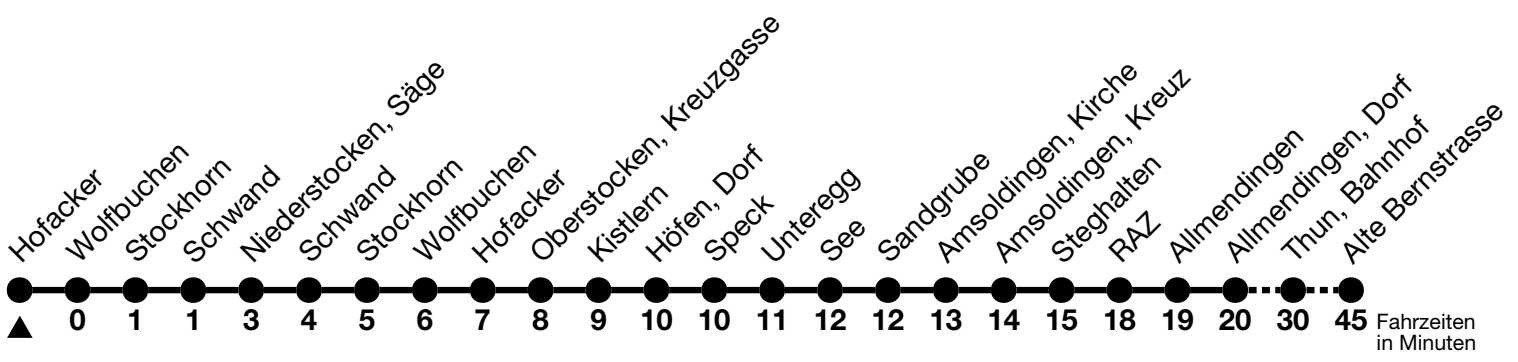 Hofacker
Wolfbuchen
Stockhorn
Schwand
Niederstocken, Säge
Schwand
Stockhorn
Wolfbuchen
Hofacker
Oberstocken, Kreuzgasse
Kistlern
Höfen, Dorf
Speck
Unteregg
See
Sandgrube
Amsoldingen, Kirche
Amsoldingen, Kreuz
Steghalten
RAZ
Allmendingen
Allmendingen, Dorf
Thun, Bahnhof
Alte Bernstrasse
0 1 1 3 4 5 6 7 8 9 10 10 11 12 12 13 14 15 18 19 20 30 45 Fahrzeiten
in Minuten